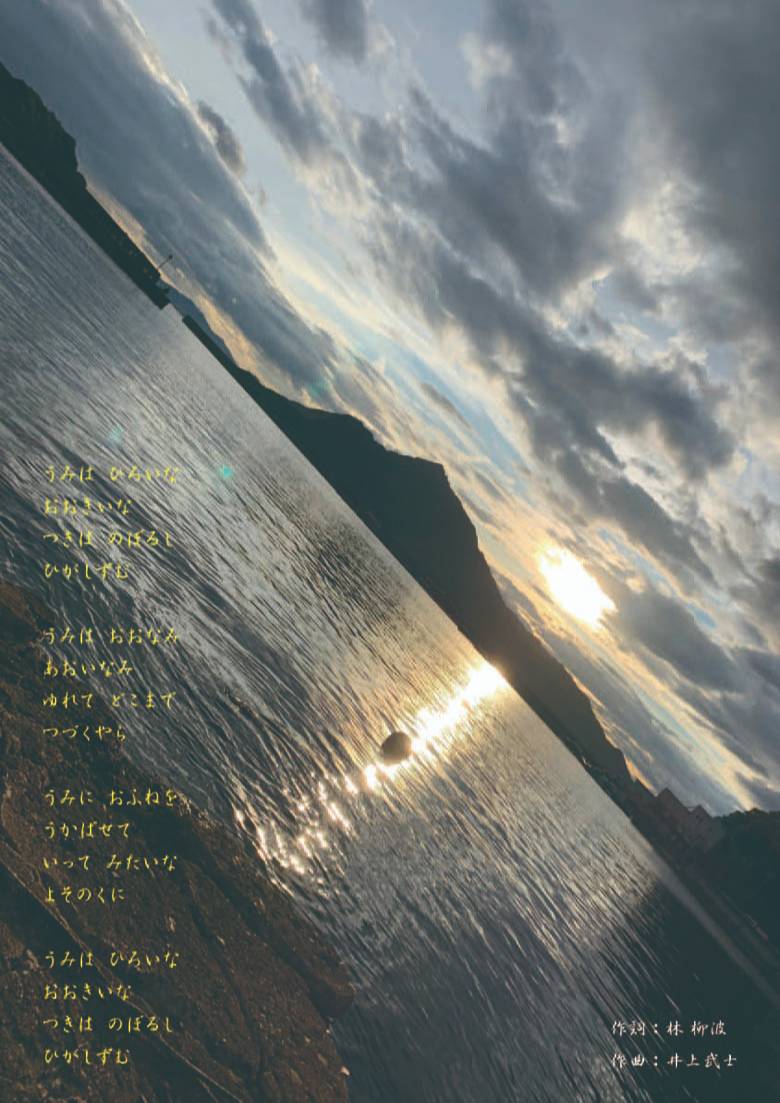 うみは ひろいな
おおきいな
つきは のぼるし
ひがしずむ
うみは おおなみ
あおいなみ
ゆれて どこまで
つづくやら
うみに おふねを
うかばせて
いって みたいな
よそのくに
うみは ひろいな
おおきいな
つきは のぼるし
ひがしずむ
作詞：林 柳波
作曲：井上武士